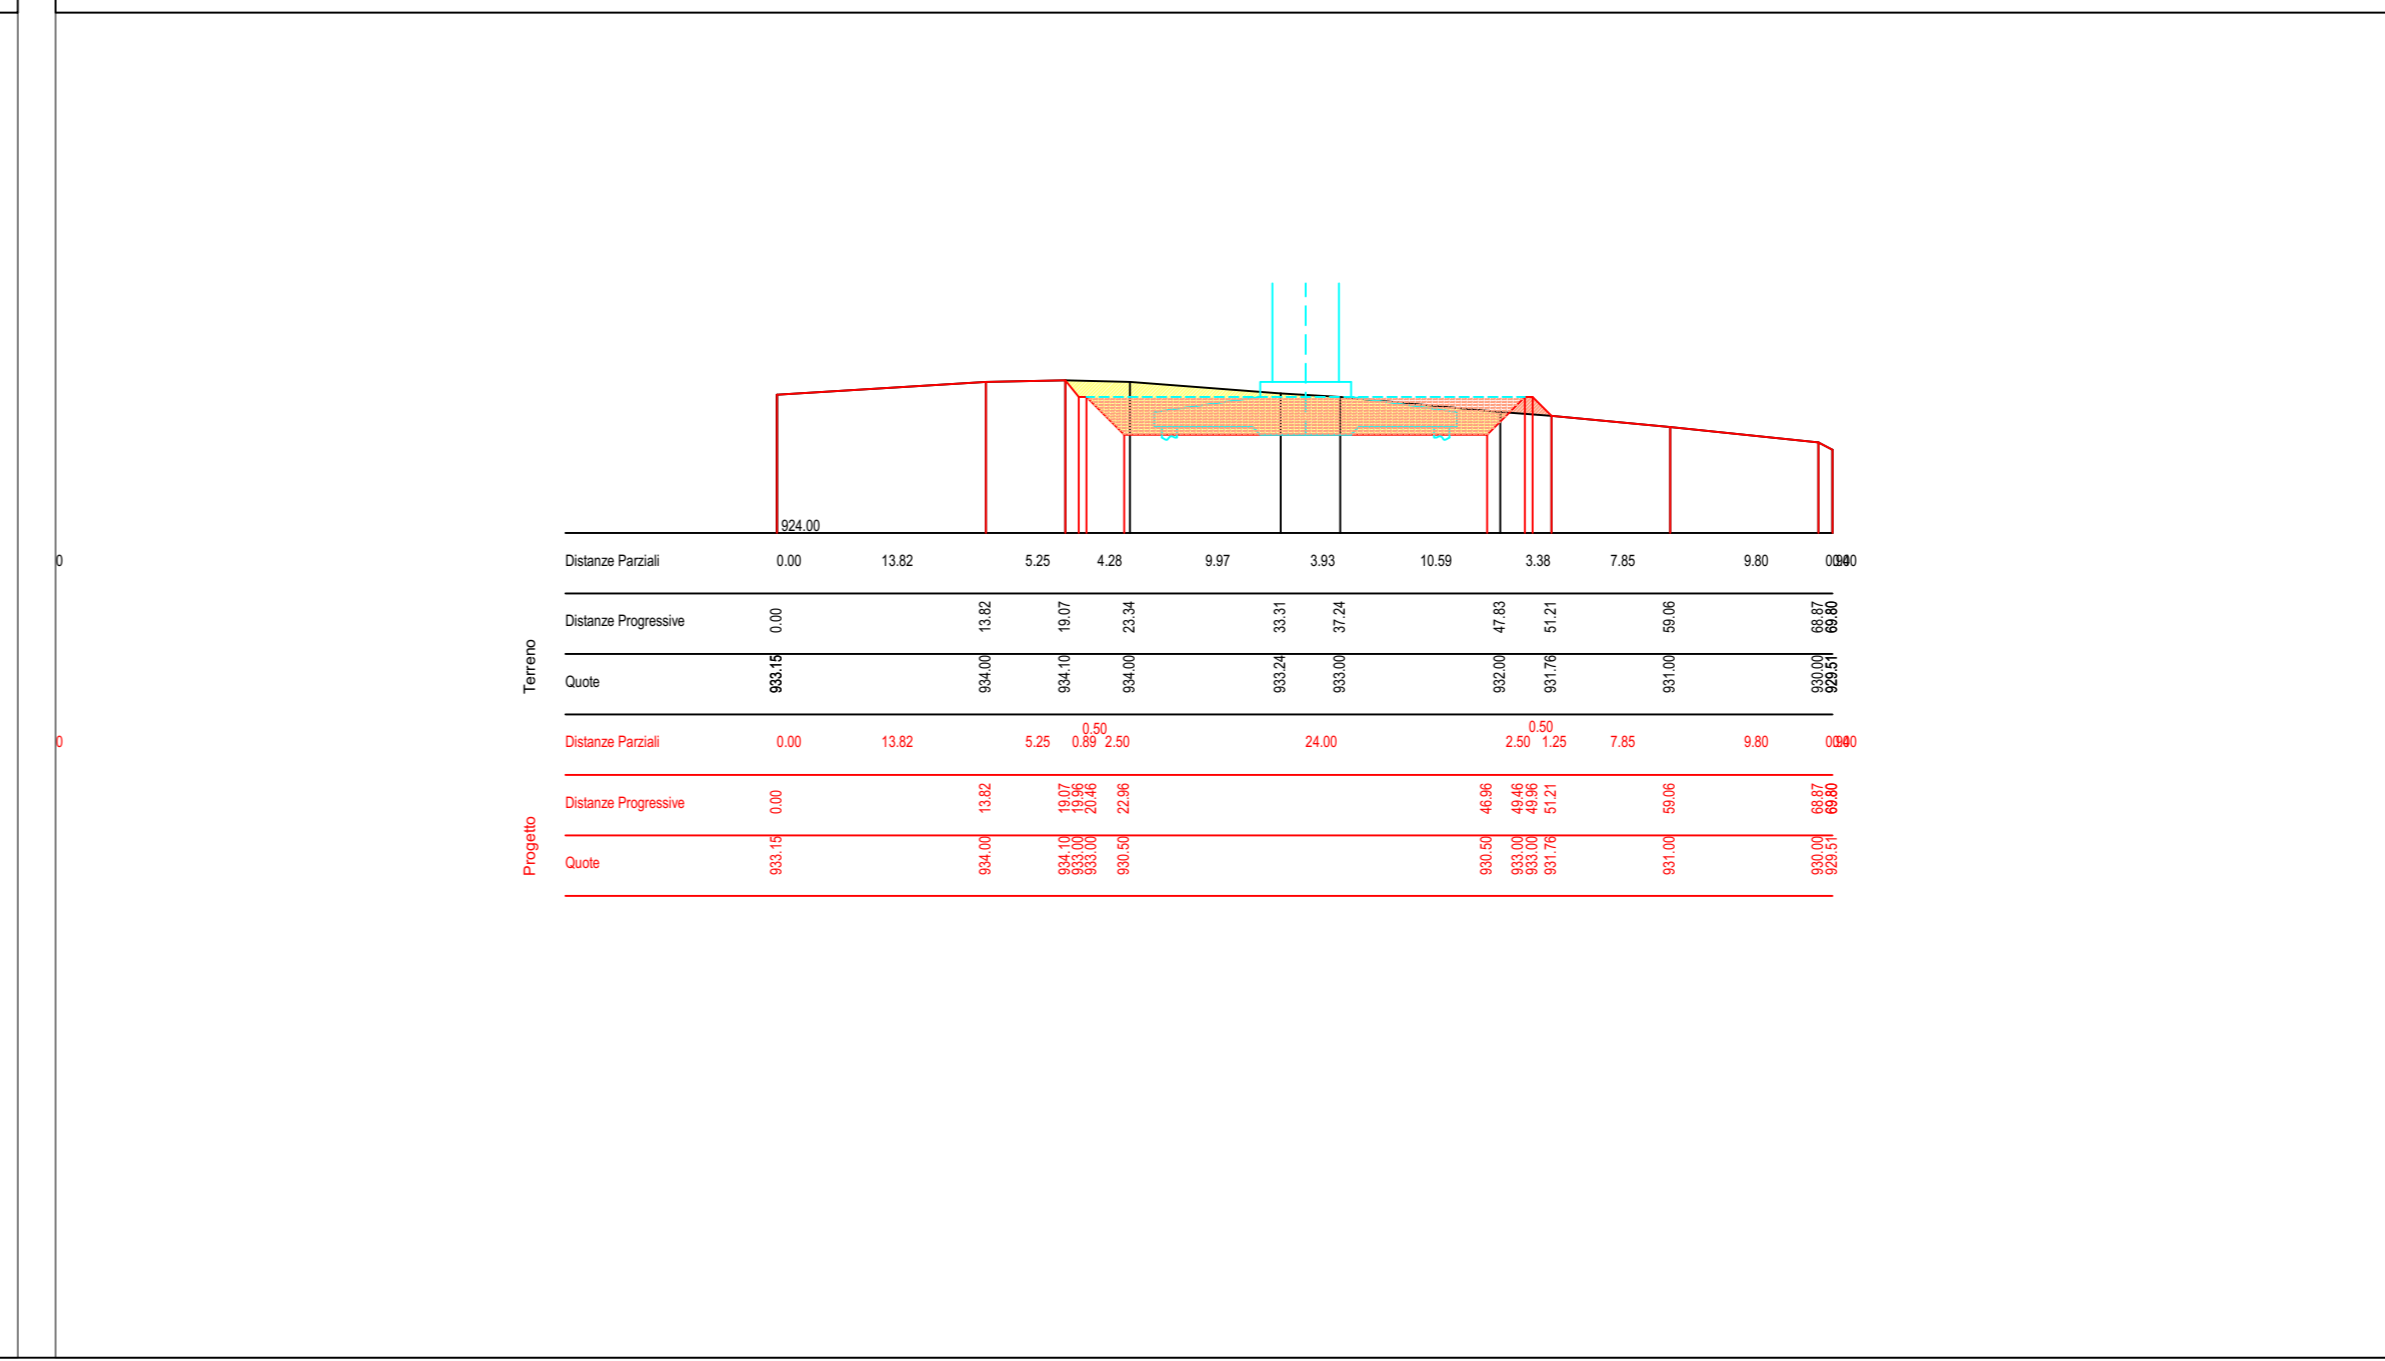 924.00
0 Distanze Parziali 0.00 13.82 5.25 4.28 9.97 3.93 10.59 3.38 7.85 9.80
Distanze Progressive 0.00 13.82 19.07 23.34 33.31 37.24 47.83 51.21 59.06 68.87 69.80
Terreno
Quote 933.15 934.00 934.10 934.00 933.24 933.00 932.00 931.76 931.00 930.00 929.51
0.50 0.50
0 Distanze Parziali 0.00 13.82 5.25 0.89 2.50 24.00 2.50 1.25 7.85 9.80
Distanze Progressive 0.00 13.82 19.07 19.96 20.46 22.96 46.96 49.46 49.96 51.21 59.06 68.87 69.80
Progetto
Quote 933.15 934.00 934.10 933.00 933.00 930.50 930.50 933.00 933.00 931.76 931.00 930.00 929.51